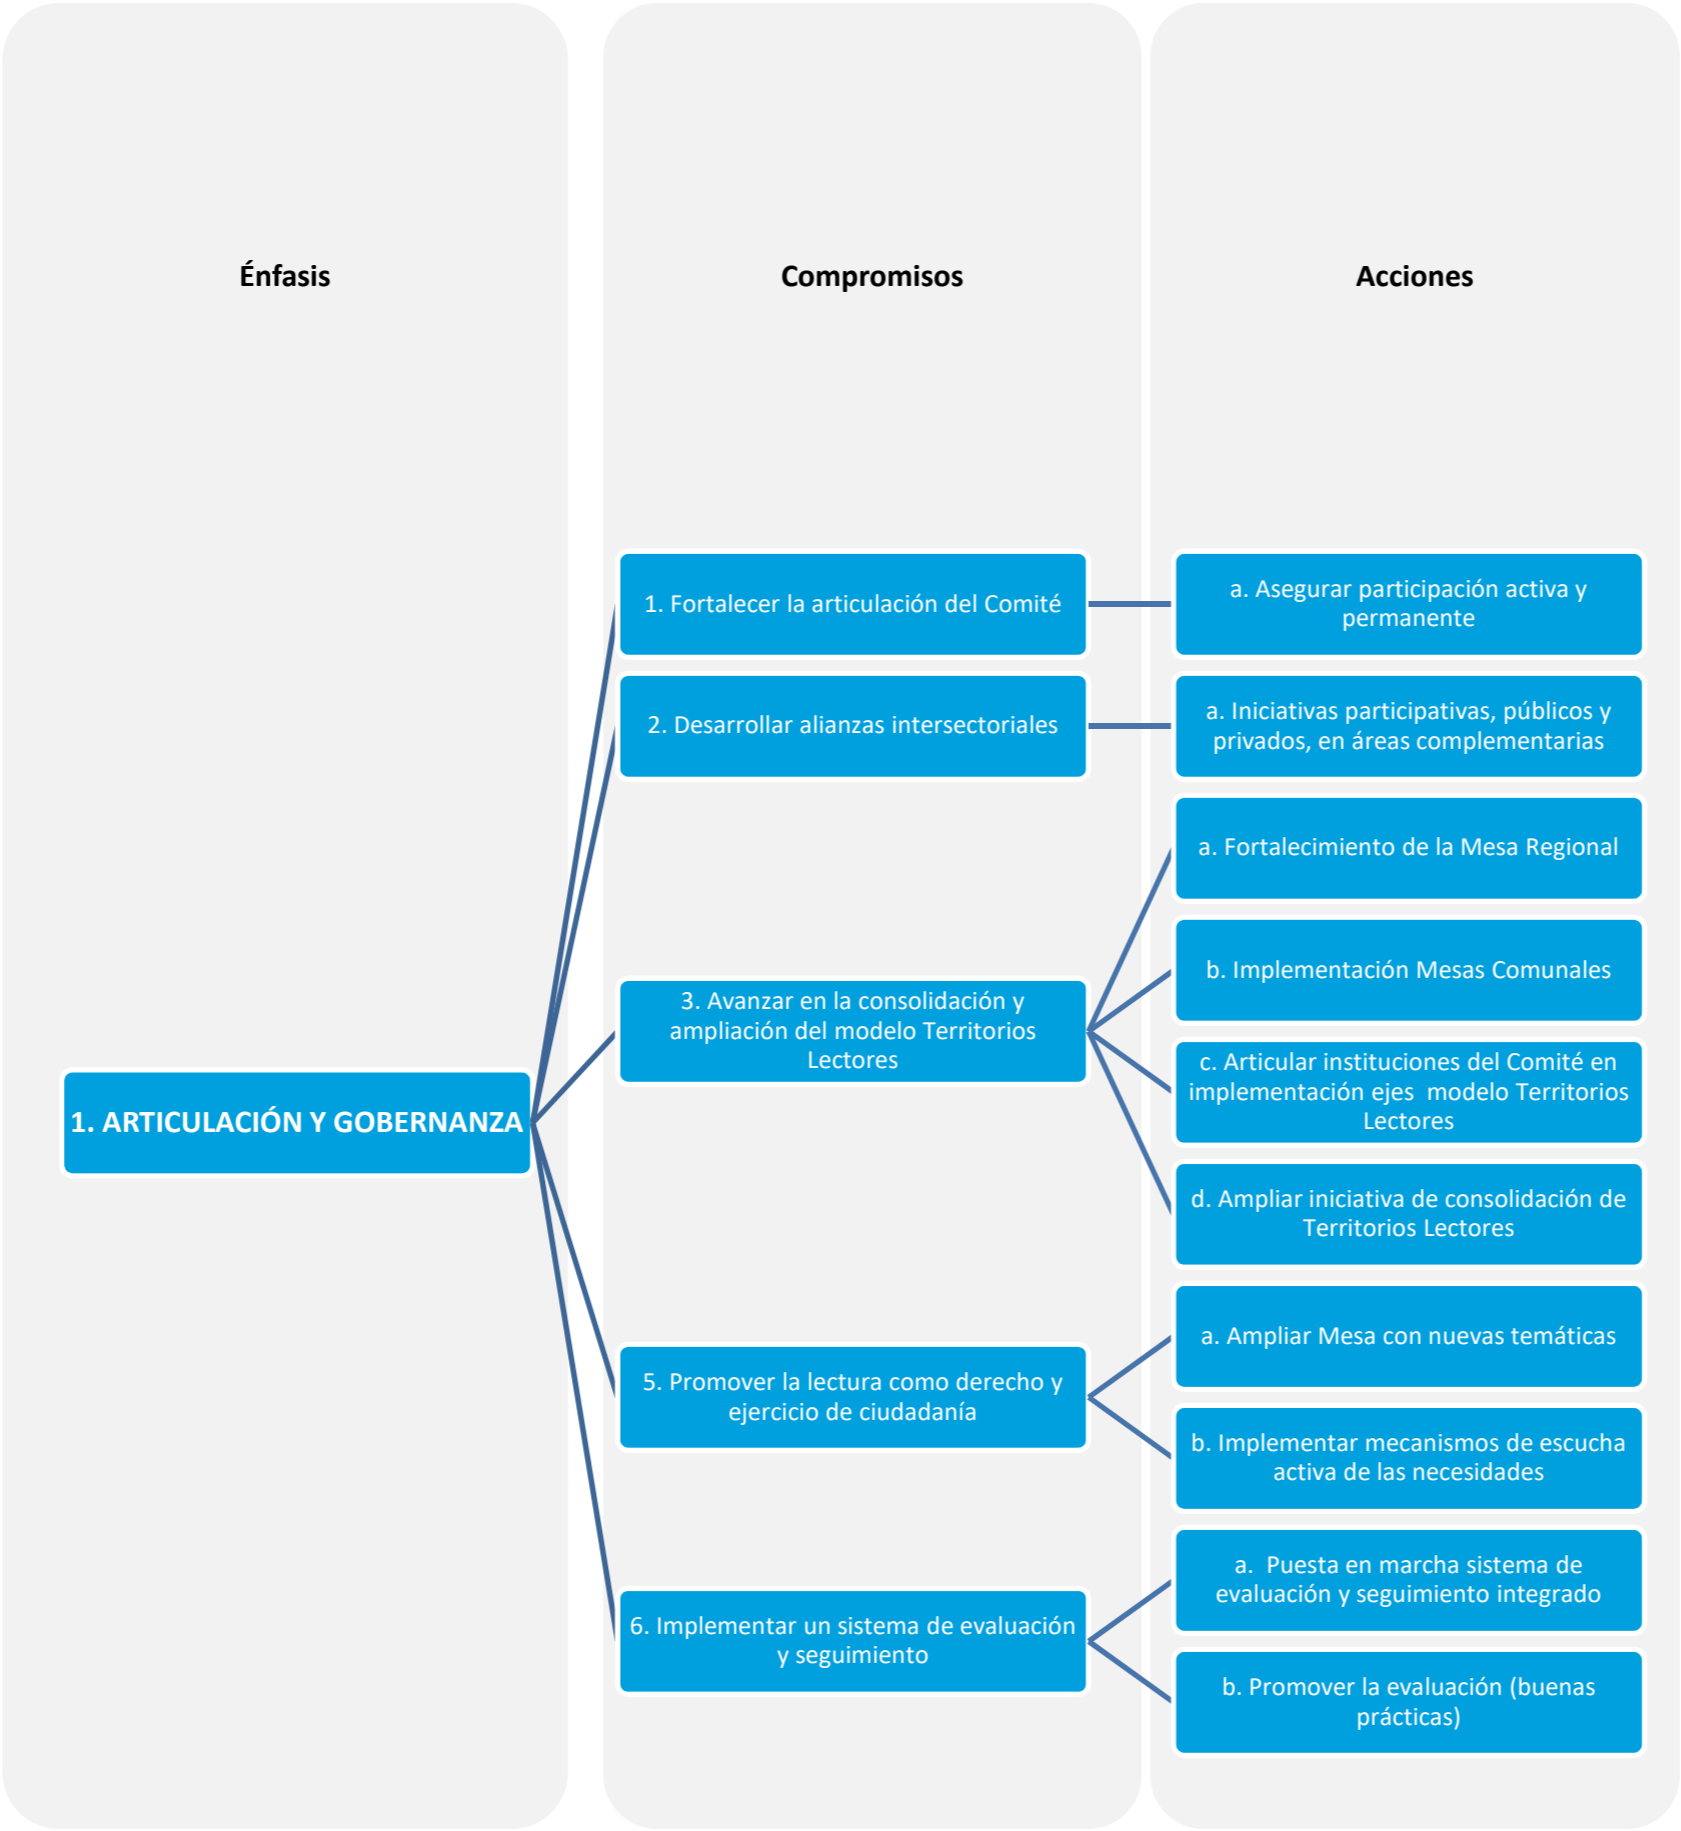 Énfasis
Compromisos
Acciones
1. ARTICULACIÓN Y GOBERNANZA
1. Fortalecer la articulación del Comité
a. Asegurar participación activa y
permanente
2. Desarrollar alianzas intersectoriales
a. Iniciativas participativas, públicos y
privados, en áreas complementarias
3. Avanzar en la consolidación y
ampliación del modelo Territorios
Lectores
a. Fortalecimiento de la Mesa Regional
b. Implementación Mesas Comunales
c. Articular instituciones del Comité en
implementación ejes  modelo Territorios
Lectores
d. Ampliar iniciativa de consolidación de
Territorios Lectores
5. Promover la lectura como derecho y
ejercicio de ciudadanía
a. Ampliar Mesa con nuevas temáticas
b. Implementar mecanismos de escucha
activa de las necesidades
6. Implementar un sistema de evaluación
y seguimiento
a.  Puesta en marcha sistema de
evaluación y seguimiento integrado
b. Promover la evaluación (buenas
prácticas)